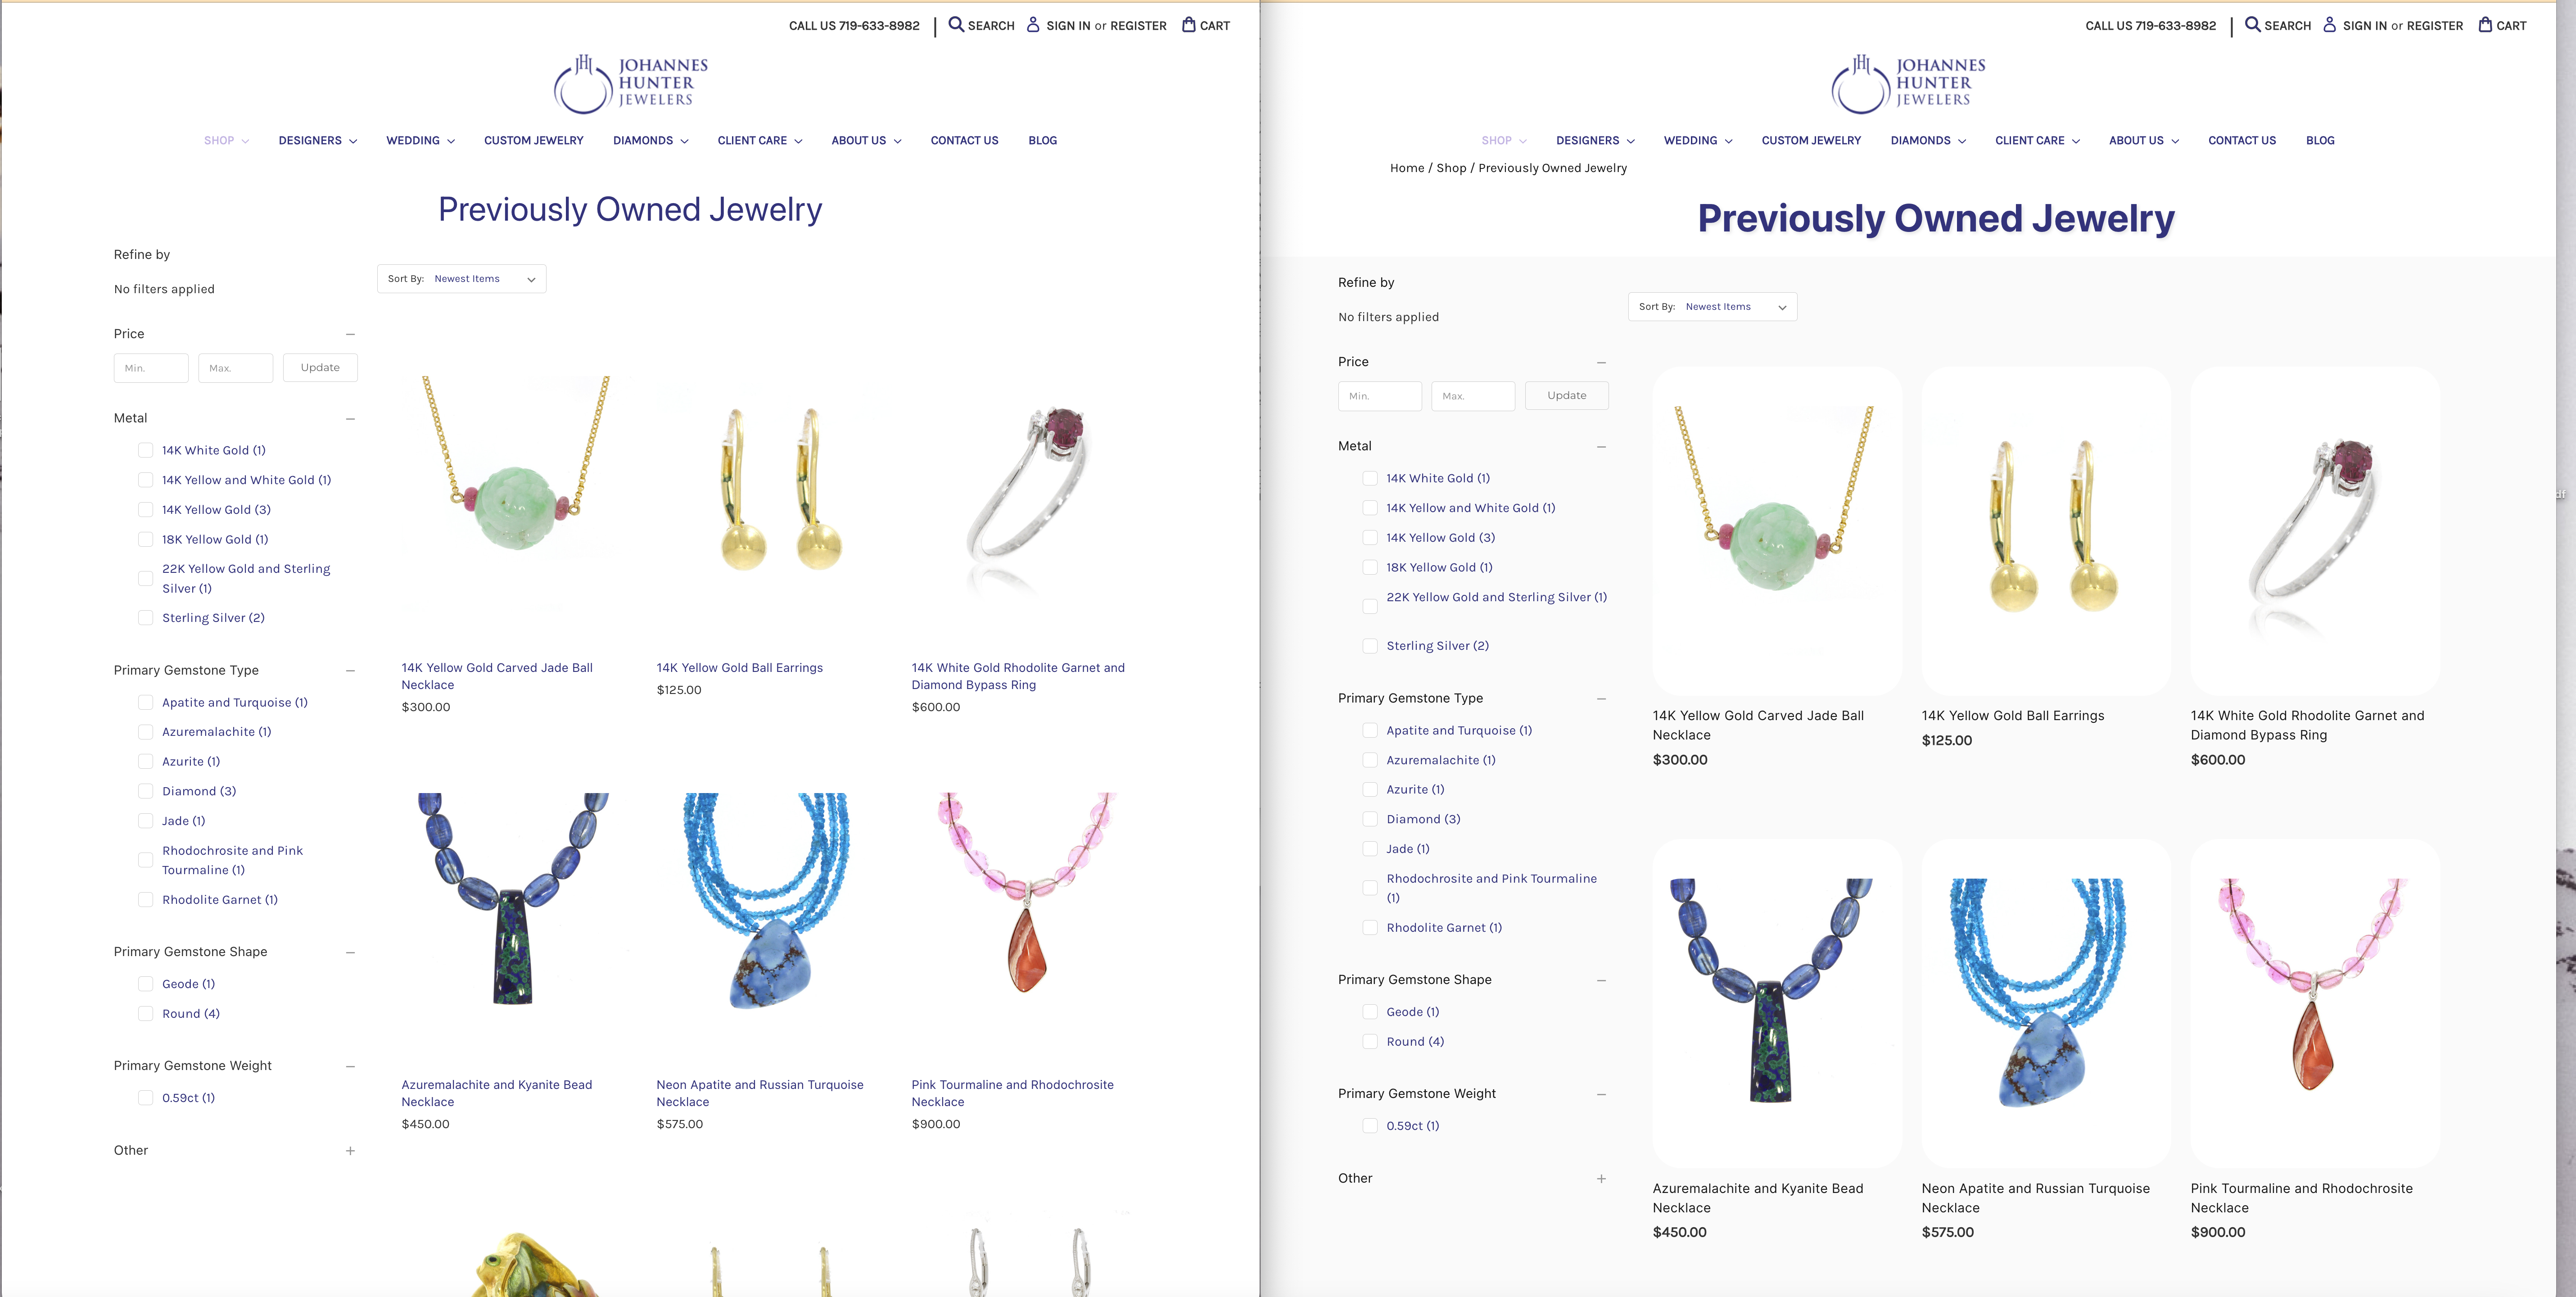 CALL US 719-633-8982 | SEARCH SIGN IN or REGISTER CART
JHJ
JOHANNES
HUNTER
JEWELERS
SHOP DESIGNERS WEDDING CUSTOM JEWELRY DIAMONDS CLIENT CARE ABOUT US CONTACT US BLOG
Previously Owned Jewelry
Refine by
No filters applied
Sort By: Newest Items
Price
Min. Max. Update
Metal
14K White Gold (1)
14K Yellow and White Gold (1)
14K Yellow Gold (3)
18K Yellow Gold (1)
22K Yellow Gold and Sterling
Silver (1)
Sterling Silver (2)
Primary Gemstone Type
Apatite and Turquoise (1)
Azuremalachite (1)
Azurite (1)
Diamond (3)
Jade (1)
Rhodochrosite and Pink
Tourmaline (1)
Rhodolite Garnet (1)
Primary Gemstone Shape
Geode (1)
Round (4)
Primary Gemstone Weight
0.59ct (1)
Other
14K Yellow Gold Carved Jade Ball
Necklace
$300.00
14K Yellow Gold Ball Earrings
$125.00
14K White Gold Rhodolite Garnet and
Diamond Bypass Ring
$600.00
Azuremalachite and Kyanite Bead
Necklace
$450.00
Neon Apatite and Russian Turquoise
Necklace
$575.00
Pink Tourmaline and Rhodochrosite
Necklace
$900.00
CALL US 719-633-8982 | SEARCH SIGN IN or REGISTER CART
JHJ
JOHANNES
HUNTER
JEWELERS
SHOP DESIGNERS WEDDING CUSTOM JEWELRY DIAMONDS CLIENT CARE ABOUT US CONTACT US BLOG
Home / Shop / Previously Owned Jewelry
Previously Owned Jewelry
Refine by
No filters applied
Sort By: Newest Items
Price
Min. Max. Update
Metal
14K White Gold (1)
14K Yellow and White Gold (1)
14K Yellow Gold (3)
18K Yellow Gold (1)
22K Yellow Gold and Sterling Silver (1)
Sterling Silver (2)
Primary Gemstone Type
Apatite and Turquoise (1)
Azuremalachite (1)
Azurite (1)
Diamond (3)
Jade (1)
Rhodochrosite and Pink Tourmaline
(1)
Rhodolite Garnet (1)
Primary Gemstone Shape
Geode (1)
Round (4)
Primary Gemstone Weight
0.59ct (1)
Other
14K Yellow Gold Carved Jade Ball
Necklace
$300.00
14K Yellow Gold Ball Earrings
$125.00
14K White Gold Rhodolite Garnet and
Diamond Bypass Ring
$600.00
Azuremalachite and Kyanite Bead
Necklace
$450.00
Neon Apatite and Russian Turquoise
Necklace
$575.00
Pink Tourmaline and Rhodochrosite
Necklace
$900.00